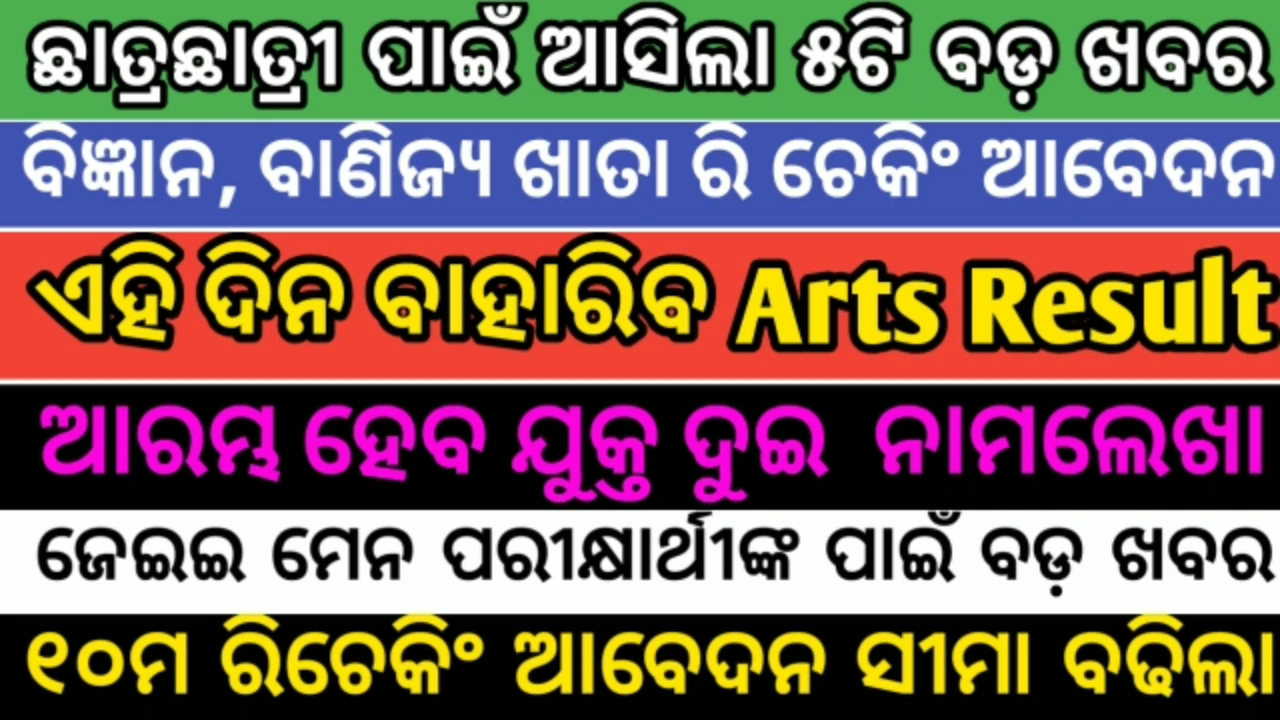 ଛାତ୍ରଛାତ୍ରୀ ପାଇଁ ଆସିଲା ୫ଟି ବଡ଼ ଖବର
ବିଜ୍ଞାନ, ବାଣିଜ୍ୟ ଖାତା ରି ଚେକିଂ ଆବେଦନ
ଏହି ଦିନ ବାହାରିବ Arts Result
ଆରମ୍ଭ ହେବ ଯୁକ୍ତ ଦୁଇ ନାମଲେଖା
ଜେଇଇ ମେନ ପରୀକ୍ଷାର୍ଥୀଙ୍କ ପାଇଁ ବଡ଼ ଖବର
୧୦ମ ରିଚେକିଂ ଆବେଦନ ସୀମା ବଢିଲା